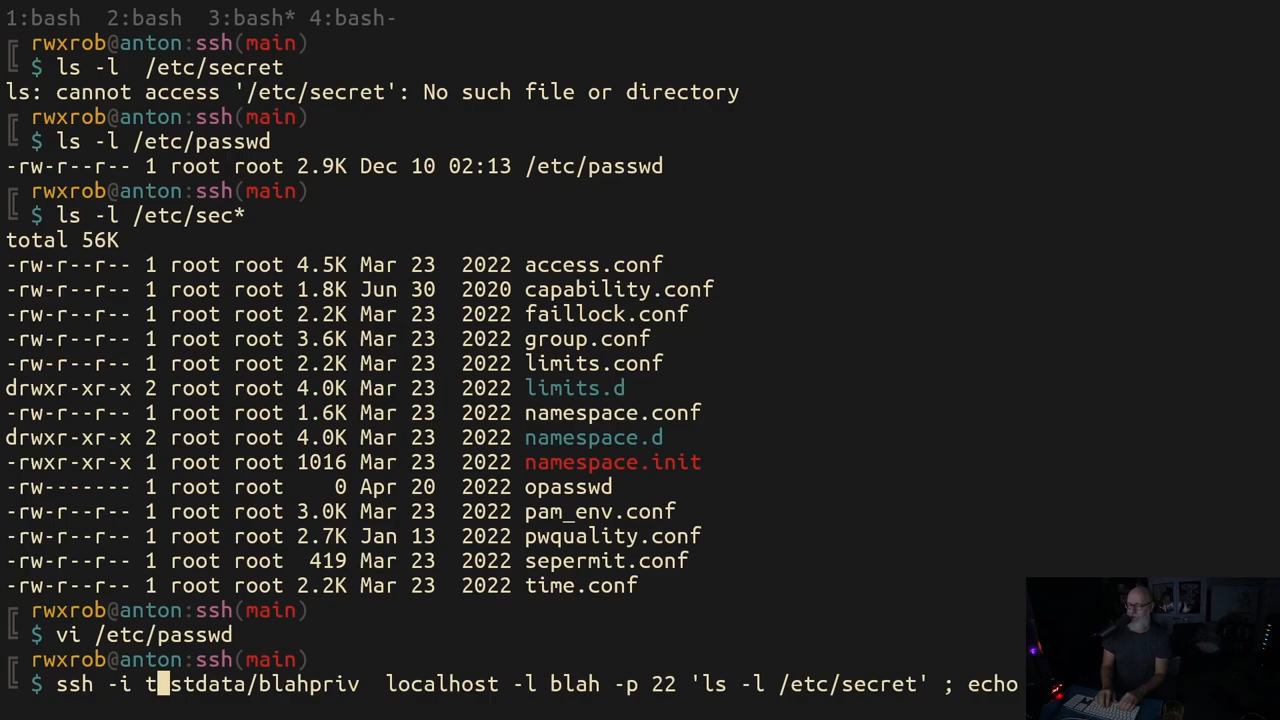 1:bash  2:bash  3:bash* 4:bash-
rwxrob@anton:ssh(main)
$ ls -l  /etc/secret
ls: cannot access '/etc/secret': No such file or directory
rwxrob@anton:ssh(main)
$ ls -l /etc/passwd
-rw-r--r-- 1 root root 2.9K Dec 10 02:13 /etc/passwd
rwxrob@anton:ssh(main)
$ ls -l /etc/sec*
total 56K
-rw-r--r-- 1 root root 4.5K Mar 23  2022 access.conf
-rw-r--r-- 1 root root 1.8K Jun 30  2020 capability.conf
-rw-r--r-- 1 root root 2.2K Mar 23  2022 faillock.conf
-rw-r--r-- 1 root root 3.6K Mar 23  2022 group.conf
-rw-r--r-- 1 root root 2.2K Mar 23  2022 limits.conf
drwxr-xr-x 2 root root 4.0K Mar 23  2022 limits.d
-rw-r--r-- 1 root root 1.6K Mar 23  2022 namespace.conf
drwxr-xr-x 2 root root 4.0K Mar 23  2022 namespace.d
-rwxr-xr-x 1 root root 1016 Mar 23  2022 namespace.init
-rw------- 1 root root    0 Apr 20  2022 opasswd
-rw-r--r-- 1 root root 3.0K Mar 23  2022 pam_env.conf
-rw-r--r-- 1 root root 2.7K Jan 13  2022 pwquality.conf
-rw-r--r-- 1 root root  419 Mar 23  2022 sepermit.conf
-rw-r--r-- 1 root root 2.2K Mar 23  2022 time.conf
rwxrob@anton:ssh(main)
$ vi /etc/passwd
rwxrob@anton:ssh(main)
$ ssh -i testdata/blahpriv  localhost -l blah -p 22 'ls -l /etc/secret' ; echo